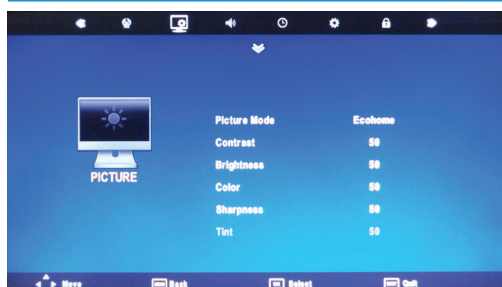 Picture Mode Ecohome
Contrast 50
Brightness 50
PICTURE
Color 50
Sharpness 50
Tint 50
Move Back Select Quit